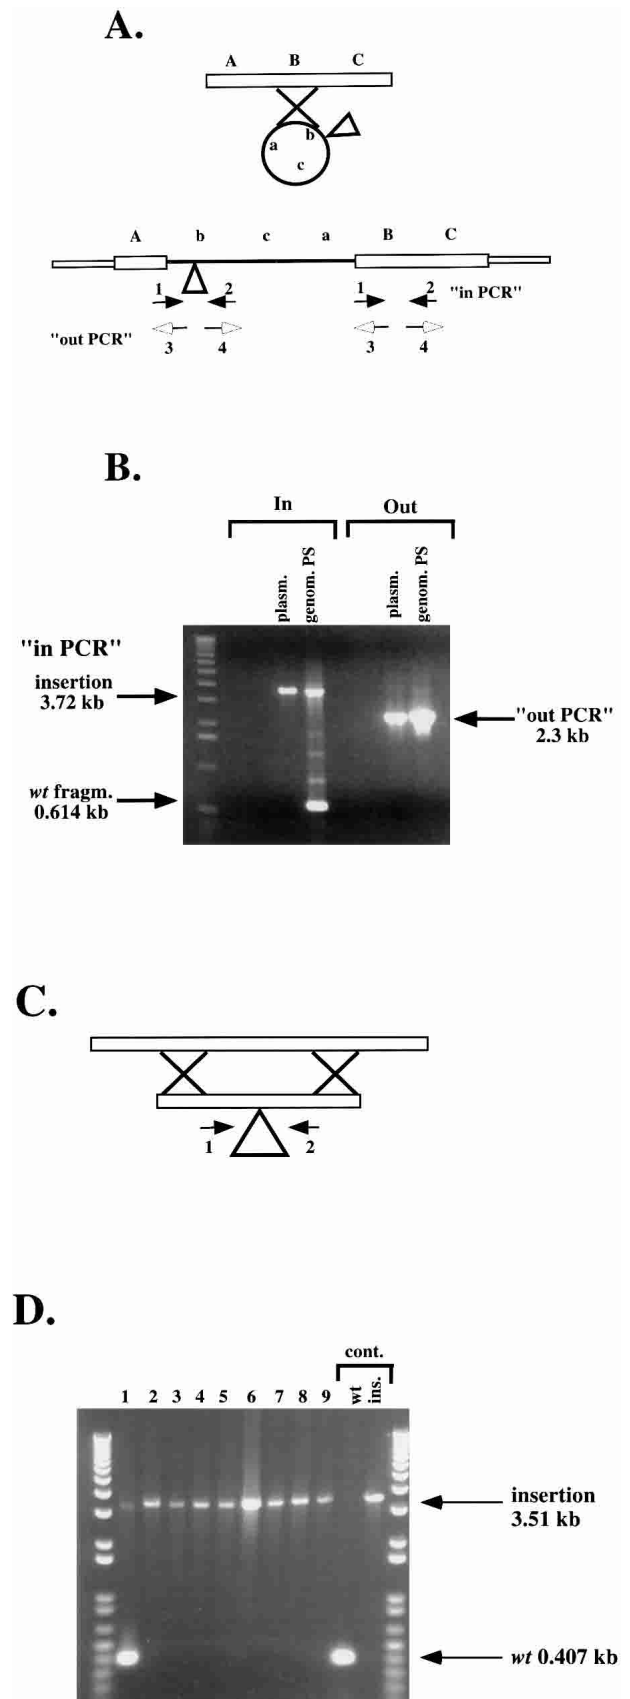 A.
A B C
a b
c
A b c a B C
1 2 1 2 "in PCR"
"out PCR" 3 4 3 4
B.
In Out
plasm. genom. PS plasm. genom. PS
"in PCR"
insertion
3.72 kb
"out PCR"
2.3 kb
wt fragm.
0.614 kb
C.
1 2
D.
cont.
1 2 3 4 5 6 7 8 9 wt ins.
insertion
3.51 kb
wt 0.407 kb